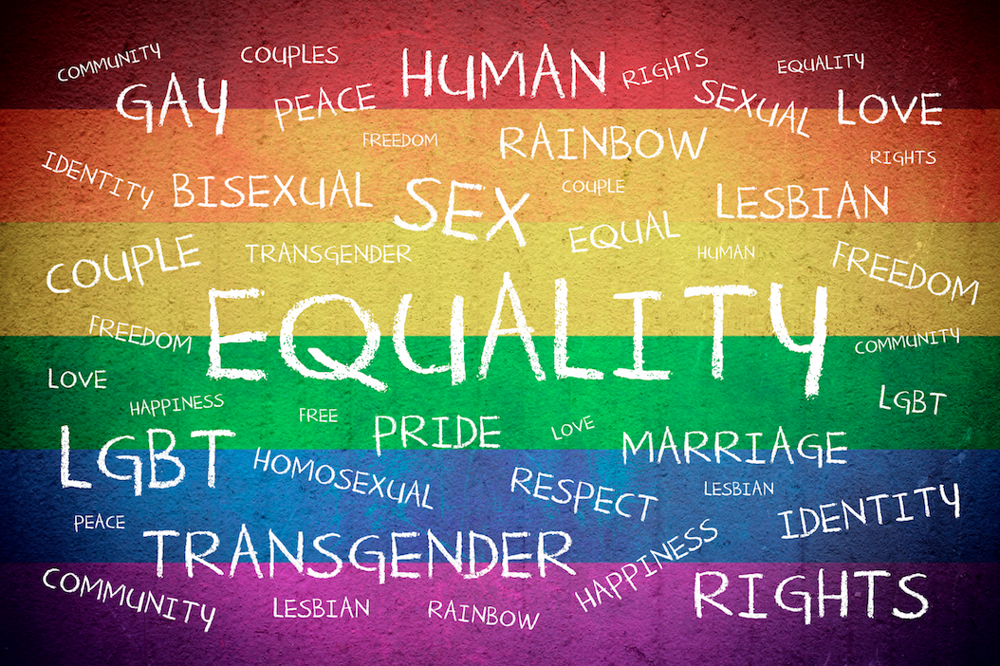 COMMUNITY
COUPLES
HUMAN
RIGHTS
EQUALITY
GAY
PEACE
SEXUAL
LOVE
FREEDOM
RAINBOW
RIGHTS
IDENTITY
BISEXUAL
SEX
COUPLE
LESBIAN
COUPLE
TRANSGENDER
EQUAL
HUMAN
FREEDOM
EQUALITY
FREEDOM
COMMUNITY
LOVE
HAPPINESS
FREE
PRIDE
LOVE
MARRIAGE
LGBT
LGBT
HOMOSEXUAL
RESPECT
LESBIAN
IDENTITY
PEACE
TRANSGENDER
HAPPINESS
COMMUNITY
LESBIAN
RAINBOW
RIGHTS